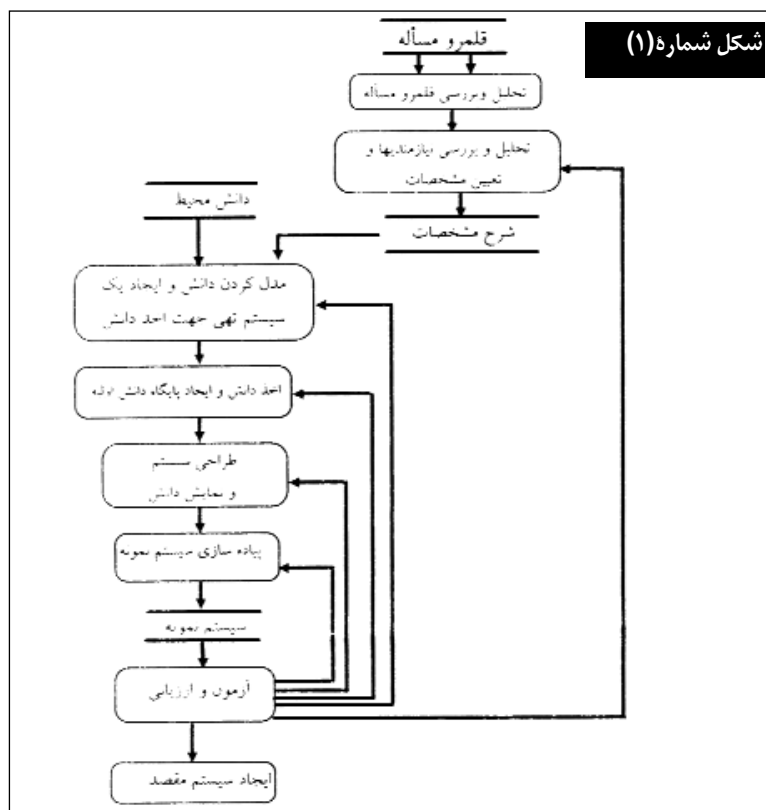 شکل شمارهٔ (۱)
قلمرو مسأله
تحلیل وبررسی قلمرو مسأله
تحلیل و بررسی نیازمندیها و
تعیین مشخصات
دانش محیط
شرح مشخصات
مدل کردن دانش و ایجاد یک
سیستم تهی جهت اخذ دانش
اخذ دانش و ایجاد پایگاه دانش
طراحی سیستم
و نمایش دانش
پیاده سازی سیستم نمونه
سیستم نمونه
آزمون و ارزیابی
ایجاد سیستم مقصد